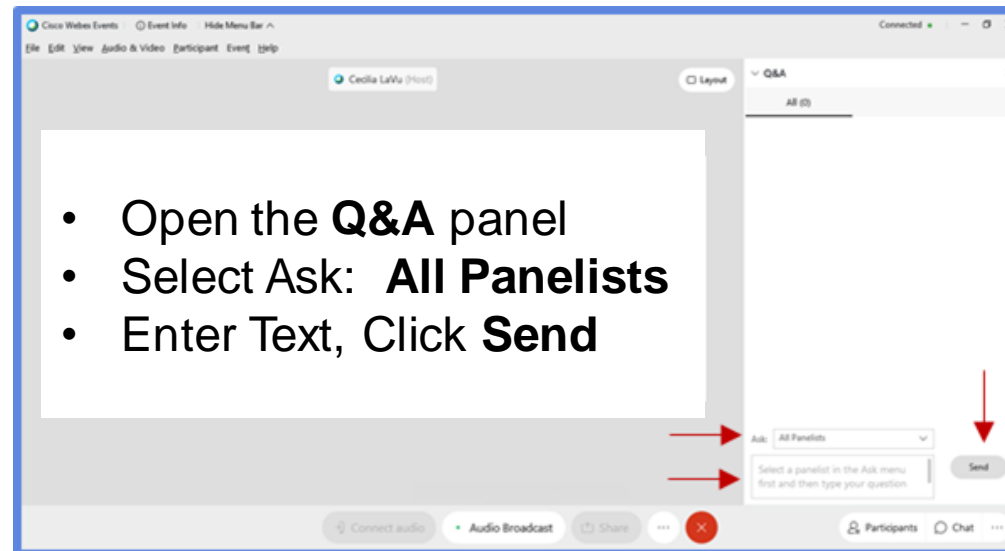 Cisco Webex Events Event Info Hide Menu Bar Connected
File Edit View Audio & Video Participant Event Help
Cecilia LaVu (Host) Layout
Q&A
All (0)
• Open the Q&A panel
• Select Ask: All Panelists
• Enter Text, Click Send
Ask: All Panelists
Select a panelist in the Ask menu
first and then type your question
Send
Connect audio Audio Broadcast Share Participants Chat